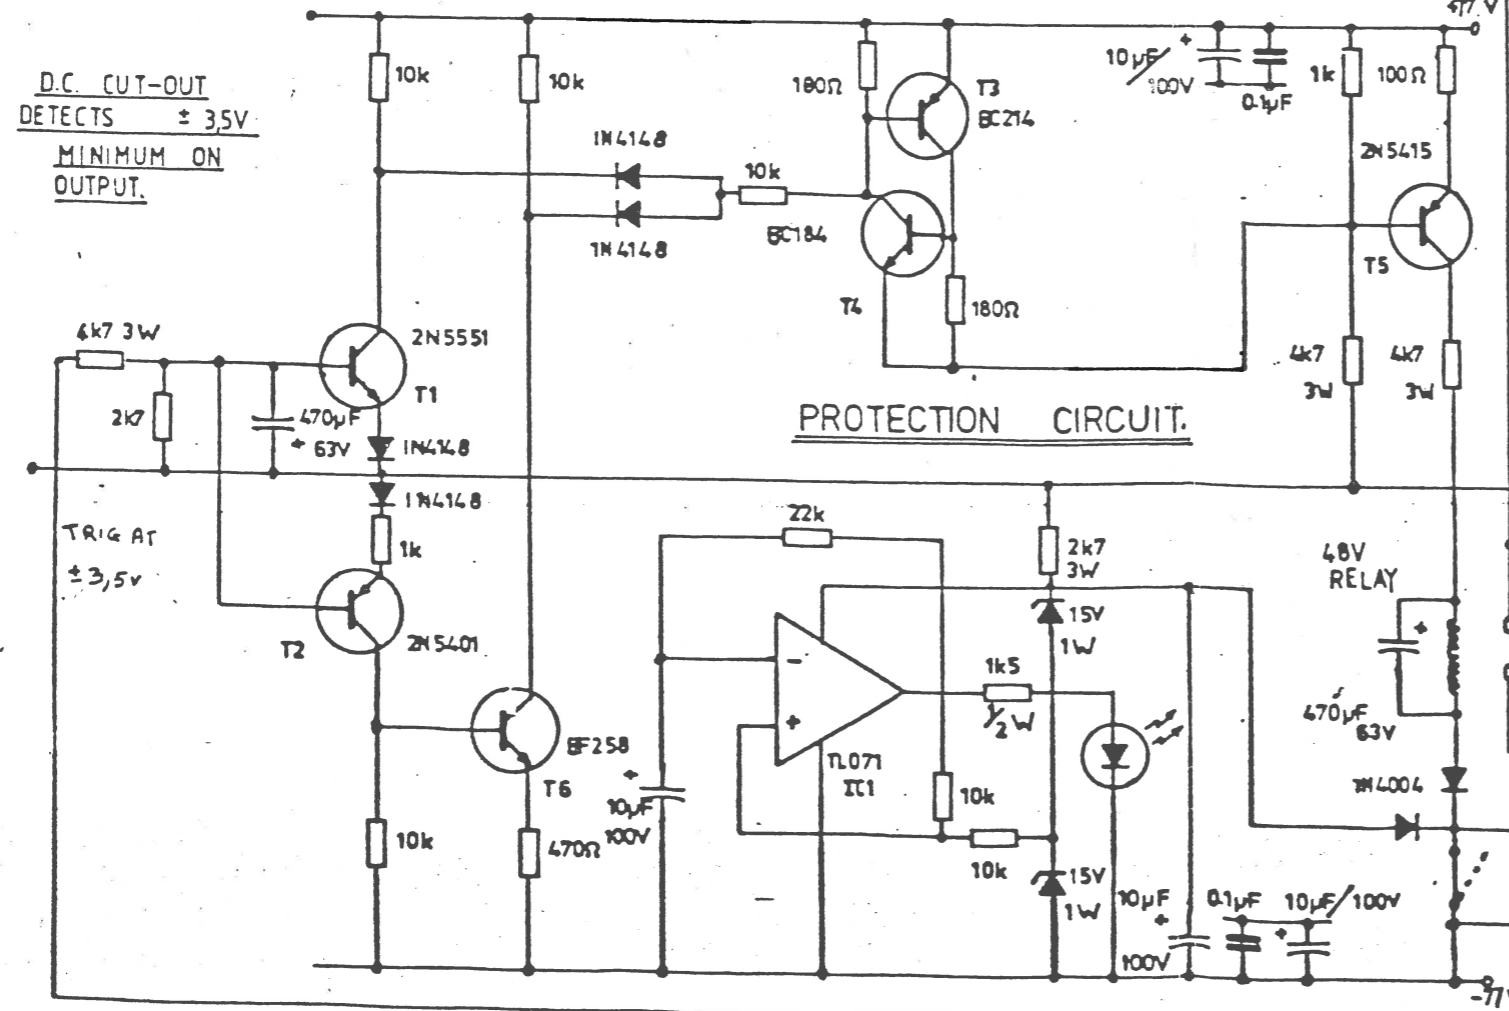 +77 V
D.C. CUT-OUT
DETECTS ± 3,5V
MINIMUM ON
OUTPUT.
10k
10k
180Ω
T3
BC214
10µF/100V
0.1µF
1k
100Ω
2N5415
1N4148
10k
1N4148
BC184
T4
180Ω
T5
4k7 3W
2N5551
T1
2k7
470µF
+ 63V
1N4148
4k7
3W
4k7
3W
PROTECTION CIRCUIT.
1N4148
TRIG AT
± 3,5v
1k
22k
2k7
3W
48V
RELAY
T2
2N5401
15V
1W
-
+
1k5
1/2W
+
470µF
63V
BF258
T6
TL071
IC1
+
10µF
100V
10k
1N4004
10k
470Ω
10k
15V
1W
10µF
+
100V
0.1µF
10µF/100V
+
-77V